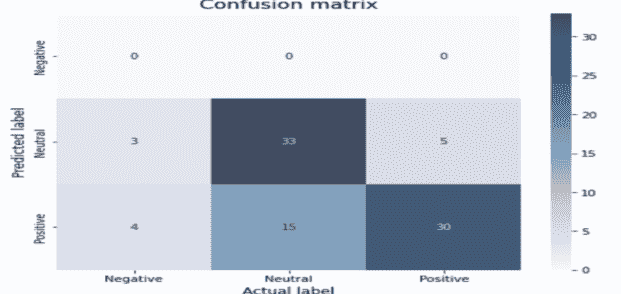 Confusion matrix
Negative 0 0 0
Neutral 3 33 5
Positive 4 15 30
Predicted label
Negative Neutral Positive
Actual label
30
25
20
15
10
5
0